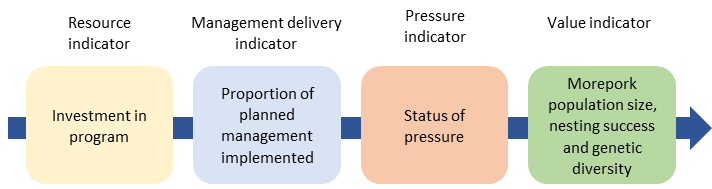 Resource
indicator
Management delivery
indicator
Pressure
indicator
Value indicator
Investment in
program
Proportion of
planned
management
implemented
Status of
pressure
Morepork
population size,
nesting success
and genetic
diversity